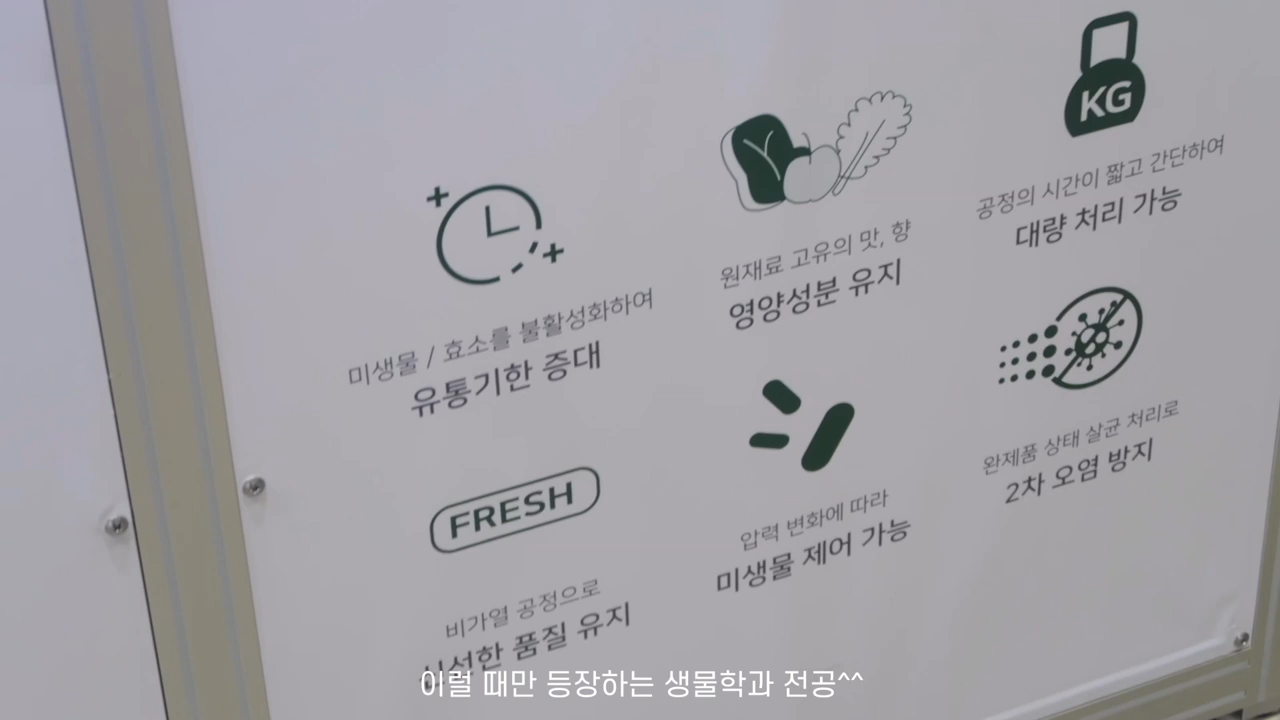 미생물 / 효소를 불활성화하여
유통기한 증대
원재료 고유의 맛, 향
영양성분 유지
KG
공정의 시간이 짧고 간단하여
대량 처리 가능
FRESH
비가열 공정으로
신선한 품질 유지
압력 변화에 따라
미생물 제어 가능
완제품 상태 살균 처리로
2차 오염 방지
이럴 때만 등장하는 생물학과 전공^^